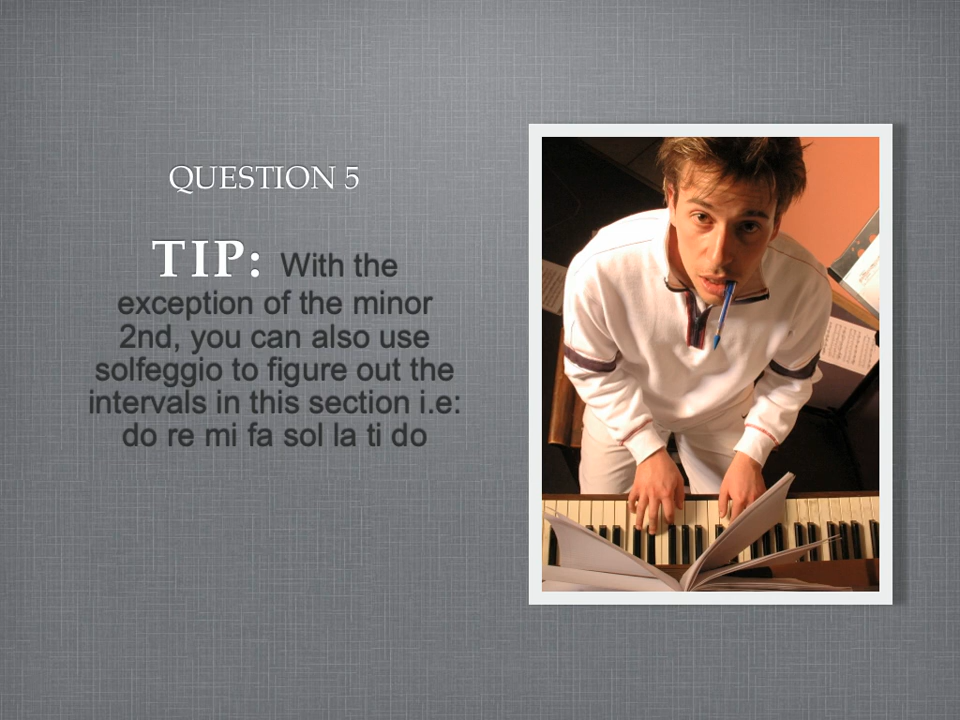 QUESTION 5
TIP: With the
exception of the minor
2nd, you can also use
solfeggio to figure out the
intervals in this section i.e:
do re mi fa sol la ti do